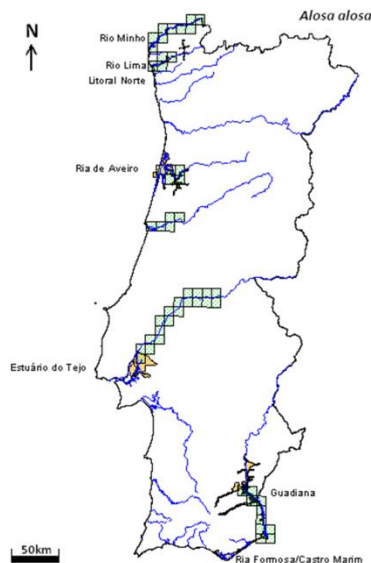 Alosa alosa
Rio Minho
N
Rio Lima
Litoral Norte
Ria de Aveiro
Estuário do Tejo
Guadiana
50km
Ria Formosa/Castro Marim